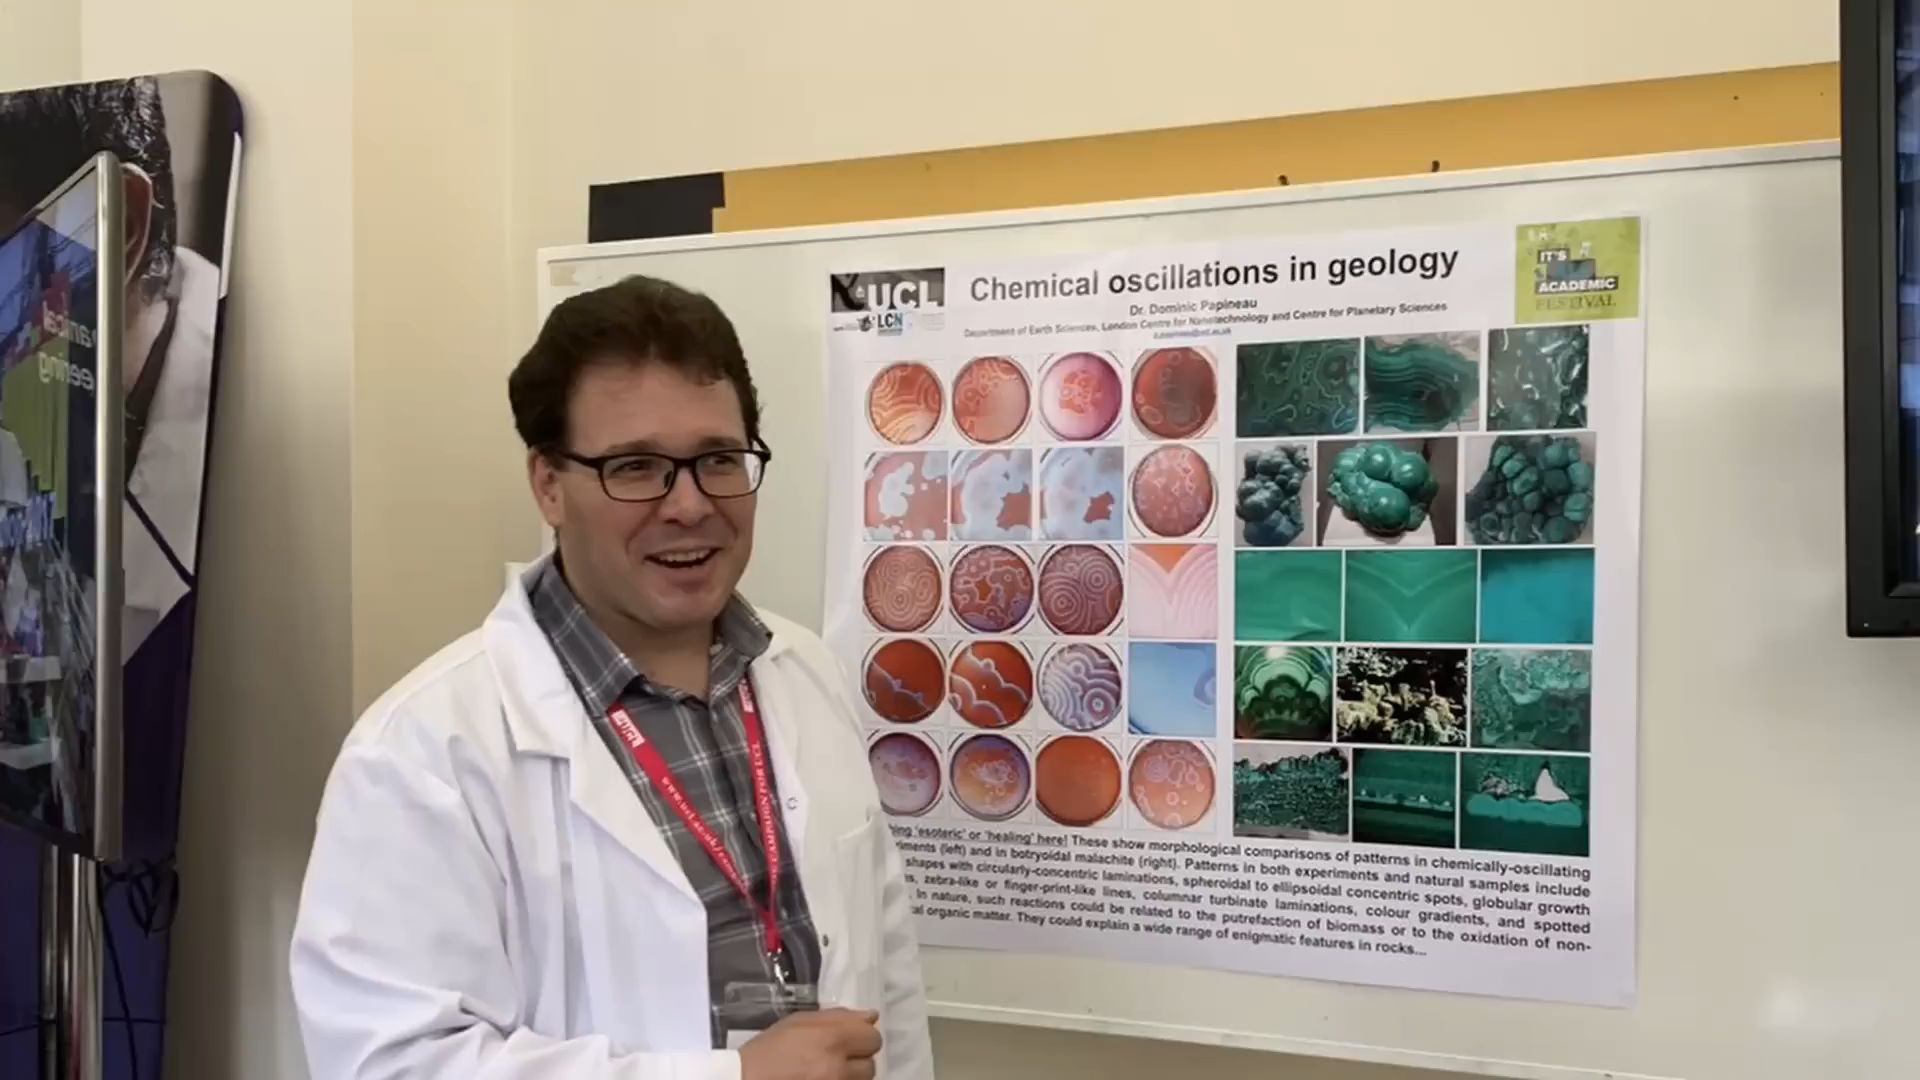 UCL
LCN
Chemical oscillations in geology
Dr. Dominic Papineau
Department of Earth Sciences, London Centre for Nanotechnology and Centre for Planetary Sciences
IT'S
ACADEMIC
FESTIVAL
'esoteric' or 'healing' here! These show morphological comparisons of patterns in chemically-oscillating
(left) and in botryoidal malachite (right). Patterns in both experiments and natural samples include
shapes with circularly-concentric laminations, spheroidal to ellipsoidal concentric spots, globular growth
zebra-like or finger-print-like lines, columnar turbinate laminations, colour gradients, and spotted
In nature, such reactions could be related to the putrefaction of biomass or to the oxidation of non-
organic matter. They could explain a wide range of enigmatic features in rocks...
CAMPAIGN FOR UCL